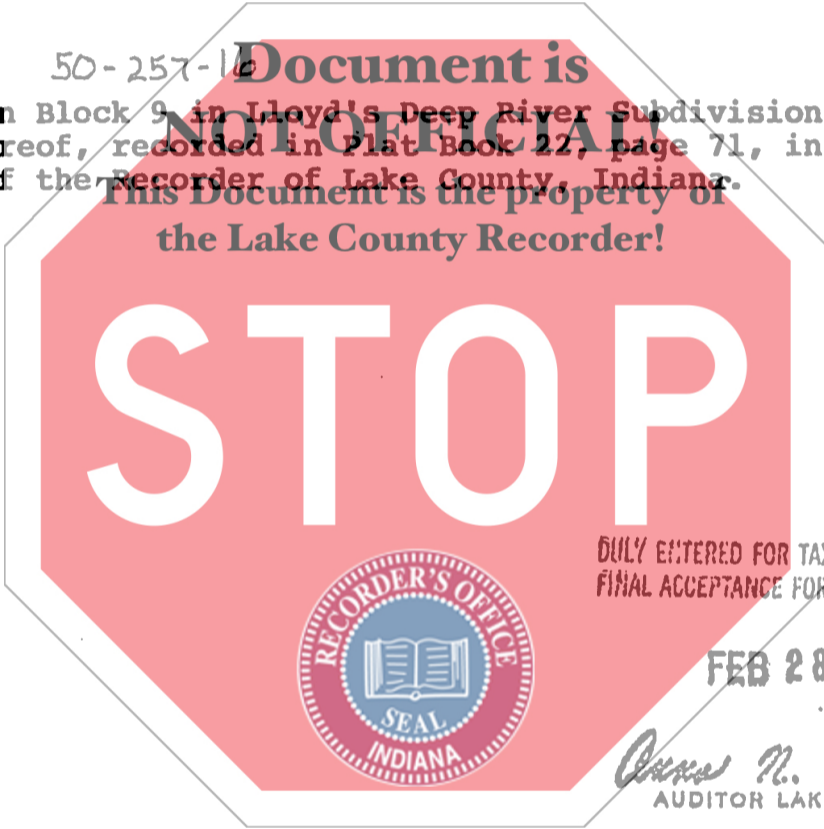 50-257-16
Document is
n Block 9 in Lloyd's Deep River Subdivision
NOT OFFICIAL!
reof, recorded in Plat Book 22, page 71, in
f the Recorder of Lake County, Indiana.
This Document is the property of
the Lake County Recorder!
STOP
DULY ENTERED FOR TAX
FINAL ACCEPTANCE FOR
RECORDER'S OFFICE
FEB 28
SEAL
INDIANA
Anna N.
AUDITOR LAK